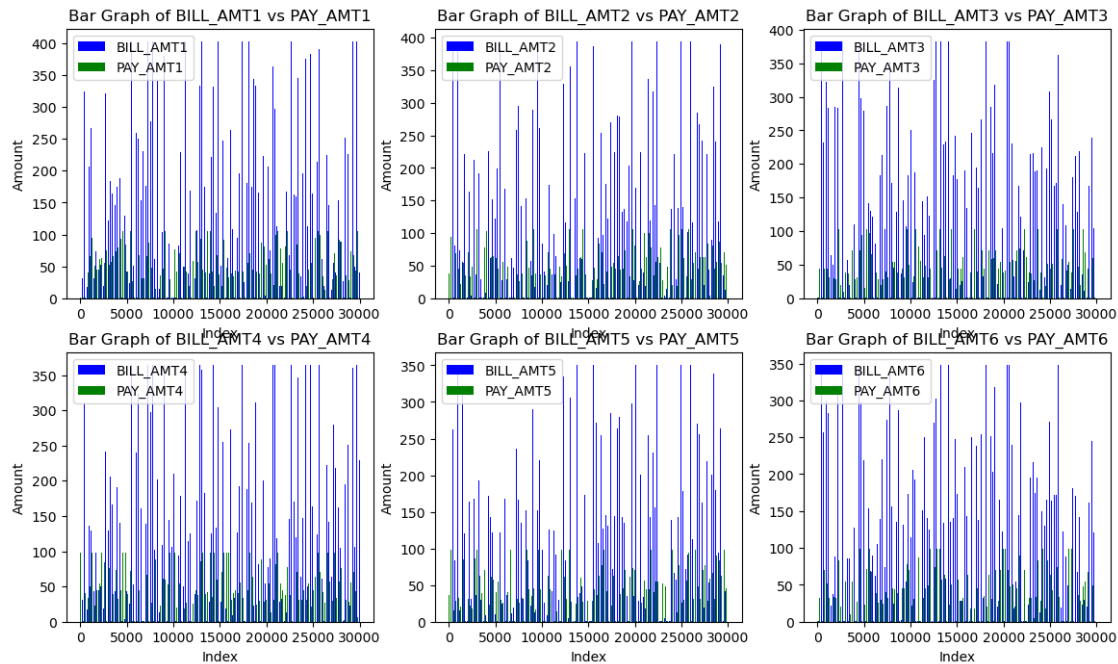 Bar Graph of BILL_AMT1 vs PAY_AMT1
BILL_AMT1
PAY_AMT1
Amount
400
350
300
250
200
150
100
50
0
0 5000 10000 15000 20000 25000 30000
Index
Bar Graph of BILL_AMT2 vs PAY_AMT2
BILL_AMT2
PAY_AMT2
Amount
400
350
300
250
200
150
100
50
0
0 5000 10000 15000 20000 25000 30000
Index
Bar Graph of BILL_AMT3 vs PAY_AMT3
BILL_AMT3
PAY_AMT3
Amount
400
350
300
250
200
150
100
50
0
0 5000 10000 15000 20000 25000 30000
Index
Bar Graph of BILL_AMT4 vs PAY_AMT4
BILL_AMT4
PAY_AMT4
Amount
350
300
250
200
150
100
50
0
0 5000 10000 15000 20000 25000 30000
Index
Bar Graph of BILL_AMT5 vs PAY_AMT5
BILL_AMT5
PAY_AMT5
Amount
350
300
250
200
150
100
50
0
0 5000 10000 15000 20000 25000 30000
Index
Bar Graph of BILL_AMT6 vs PAY_AMT6
BILL_AMT6
PAY_AMT6
Amount
350
300
250
200
150
100
50
0
0 5000 10000 15000 20000 25000 30000
Index